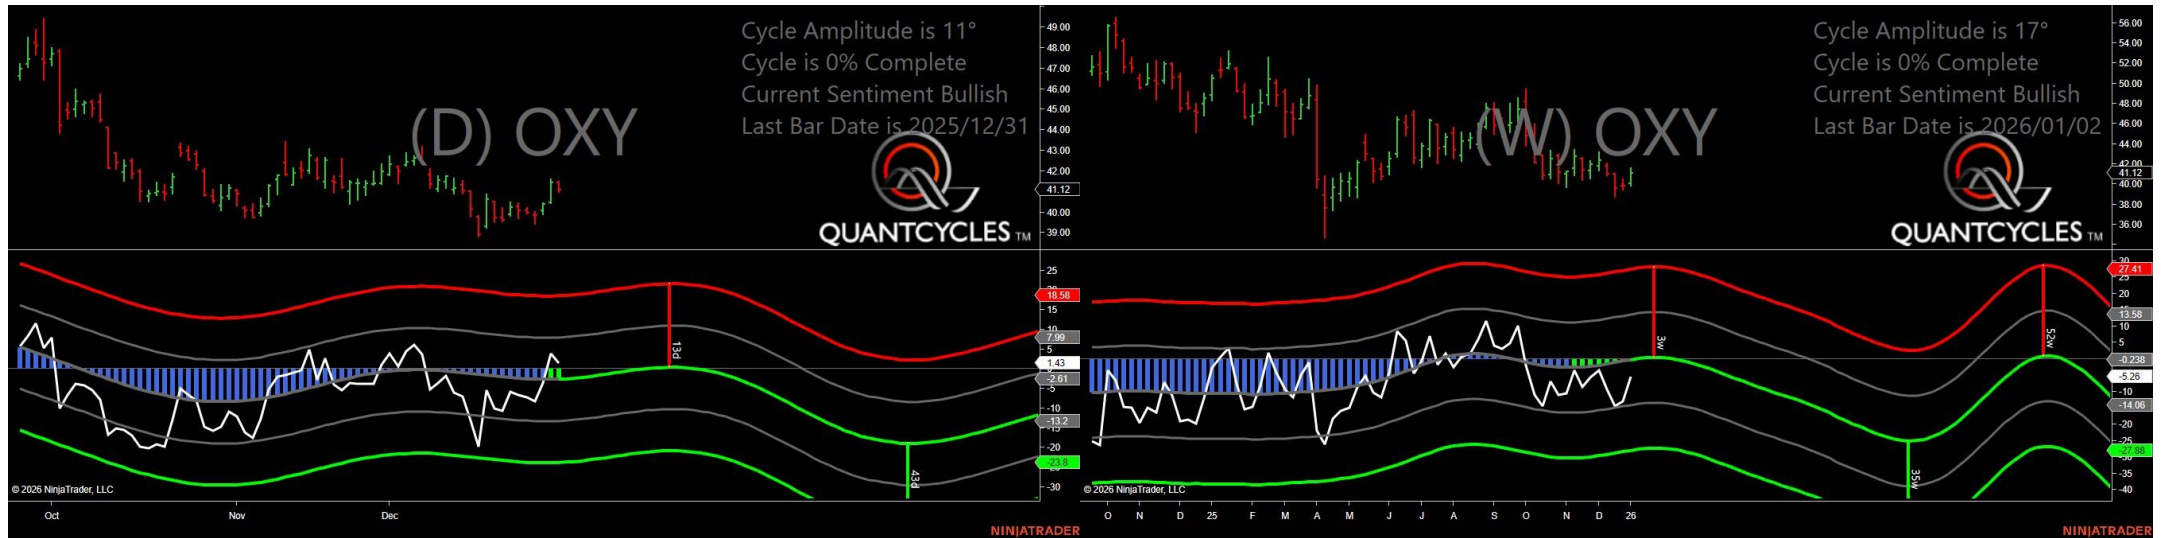 Cycle Amplitude is 11°
Cycle is 0% Complete
Current Sentiment Bullish
Last Bar Date is 2025/12/31
(D) OXY
QUANTCYCLES TM
49.00
48.00
47.00
46.00
45.00
44.00
43.00
42.00
41.12
40.00
39.00
25
18.58
15
10
7.99
5
1.43
-2.61
-5
-10
-13.2
-15
-20
-23.8
-30
13d
43d
© 2026 NinjaTrader, LLC
Oct Nov Dec
NINJATRADER
Cycle Amplitude is 17°
Cycle is 0% Complete
Current Sentiment Bullish
Last Bar Date is 2026/01/02
(W) OXY
QUANTCYCLES TM
56.00
54.00
52.00
50.00
48.00
46.00
44.00
42.00
41.12
40.00
38.00
36.00
30
27.41
25
20
13.58
10
5
-0.238
-5.26
-10
-14.06
-20
-25
-27.88
-35
-40
3w
35w
52w
© 2026 NinjaTrader, LLC
O N D 25 F M A M J J A S O N D 26
NINJATRADER